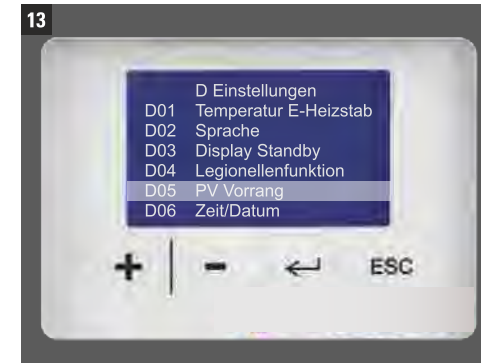 13
D Einstellungen
D01 Temperatur E-Heizstab
D02 Sprache
D03 Display Standby
D04 Legionellenfunktion
D05 PV Vorrang
D06 Zeit/Datum
+ | - ↵ ESC